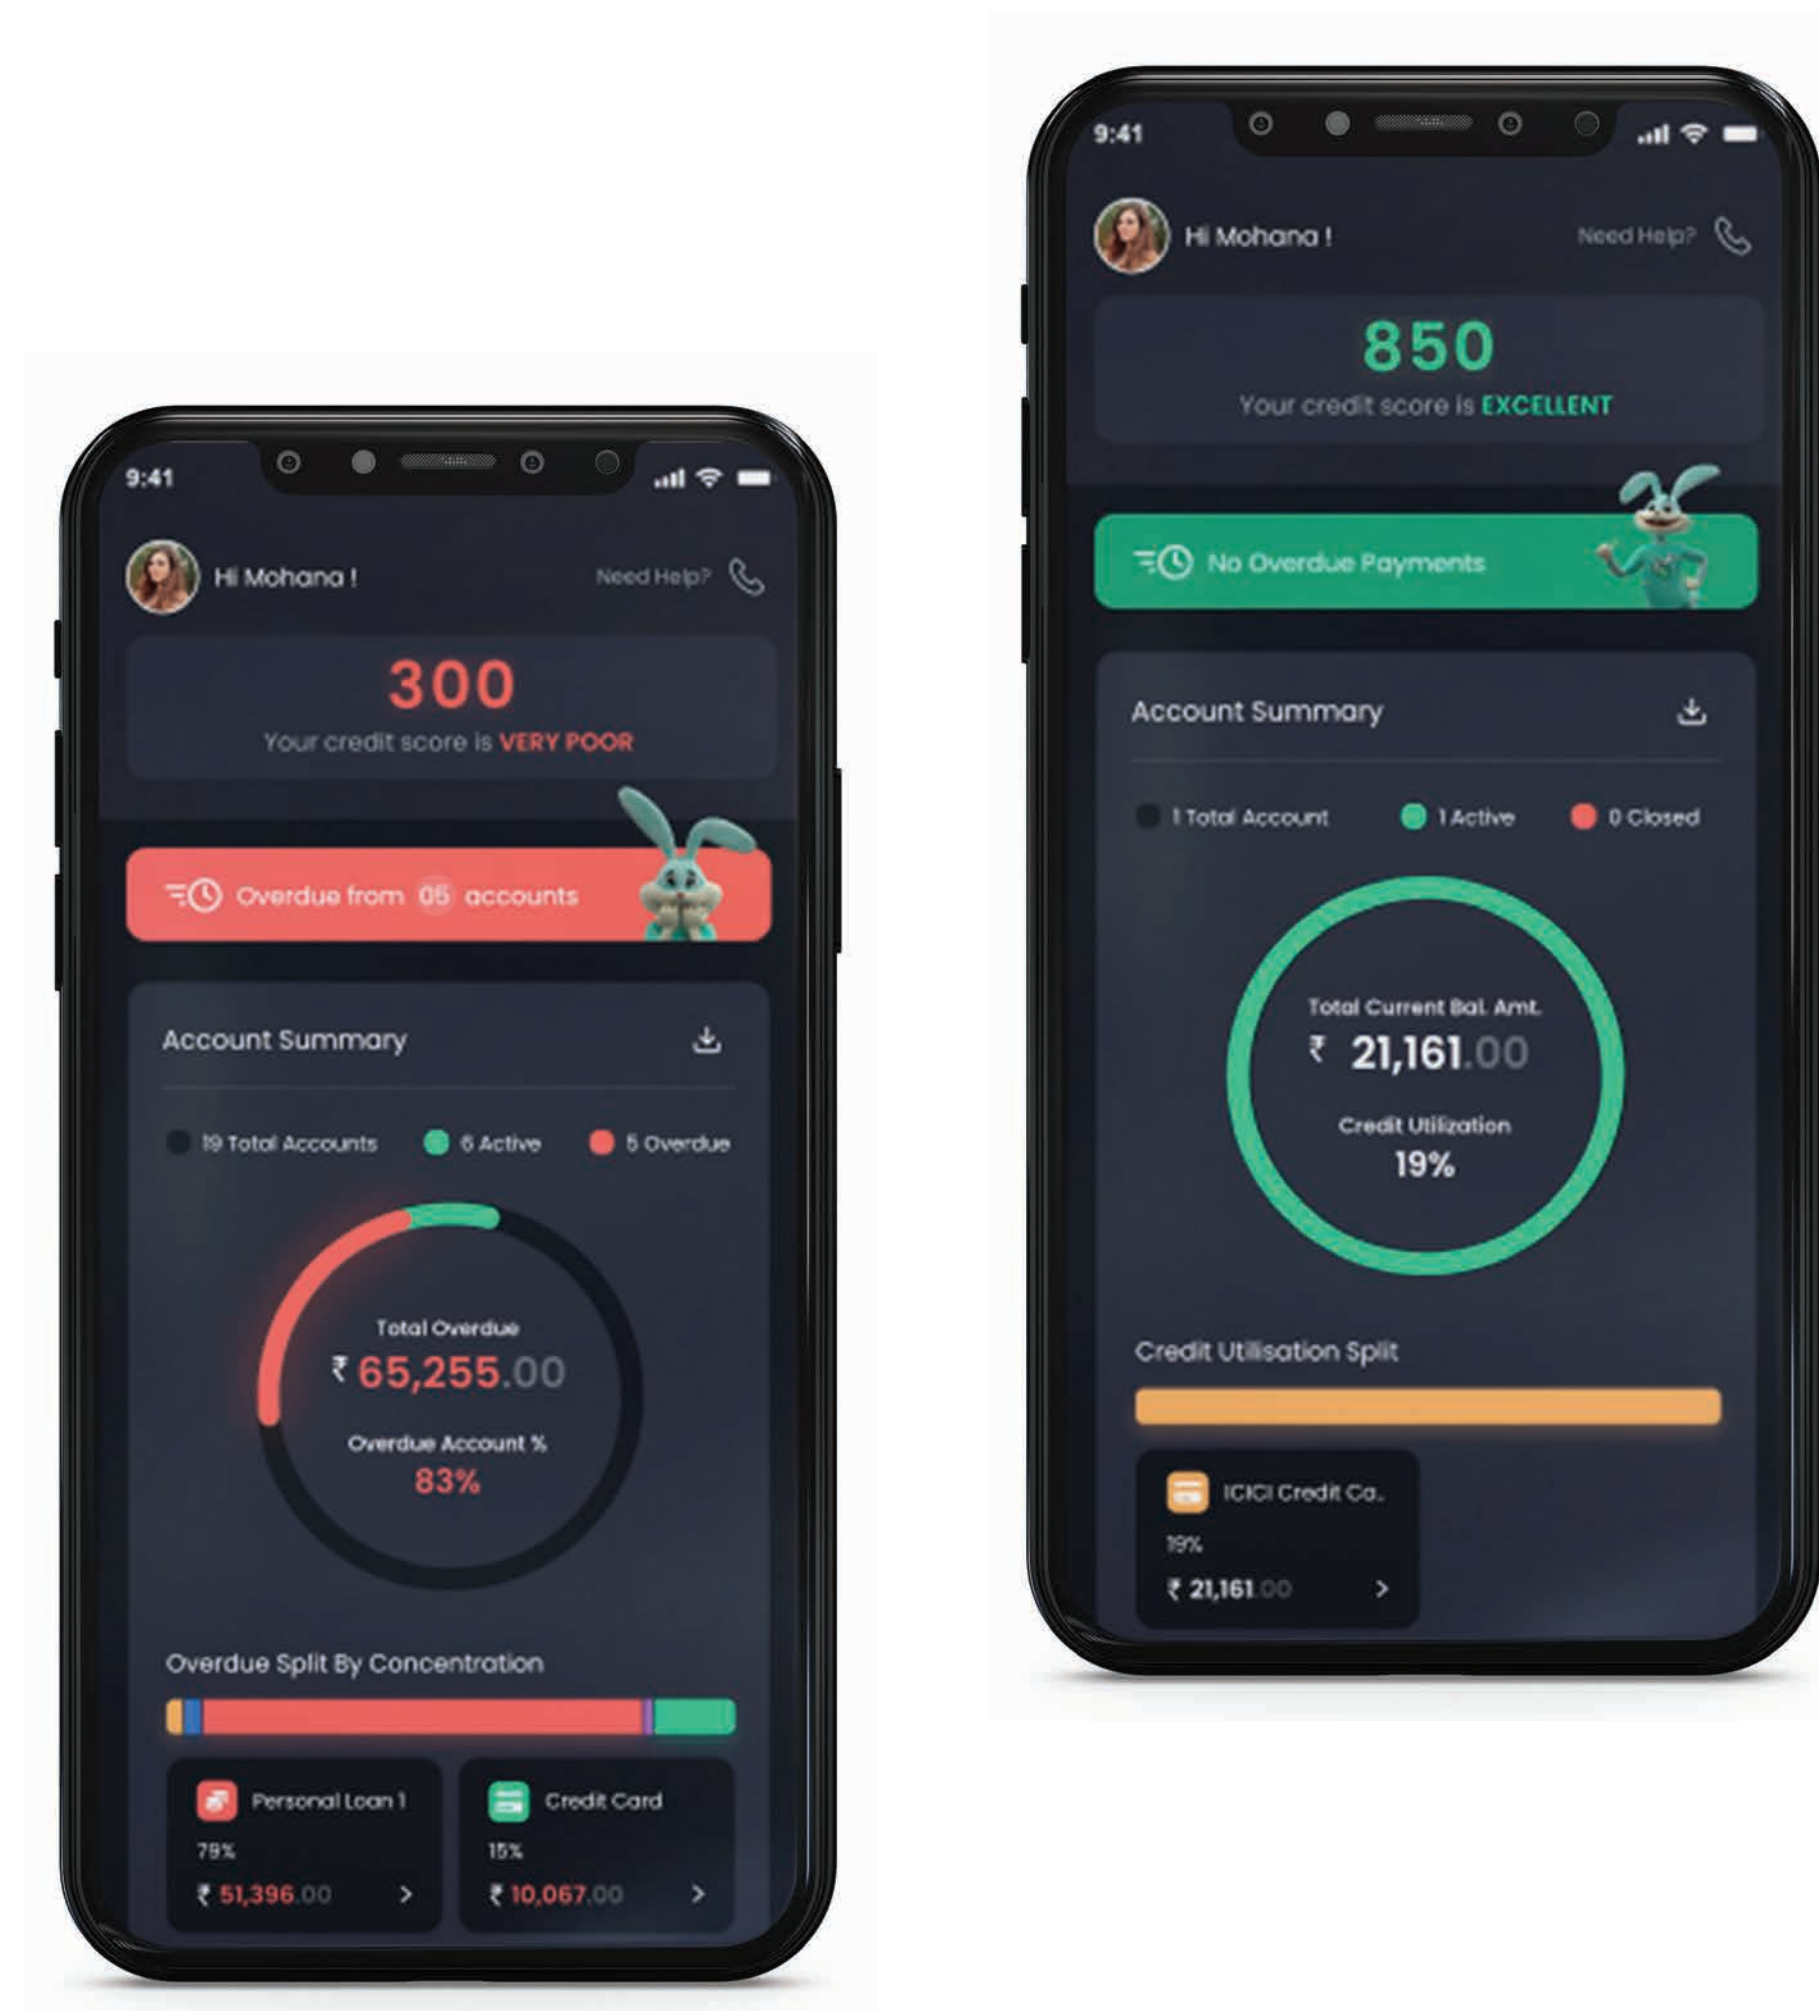 9:41
Hi Mohana !
Need Help?
300
Your credit score is VERY POOR
Overdue from 05 accounts
Account Summary
19 Total Accounts
6 Active
5 Overdue
Total Overdue
₹ 65,255.00
Overdue Account %
83%
Overdue Split By Concentration
Personal Loan 1
79%
₹ 51,396.00
Credit Card
15%
₹ 10,067.00
9:41
Hi Mohana !
Need Help?
850
Your credit score is EXCELLENT
No Overdue Payments
Account Summary
1 Total Account
1 Active
0 Closed
Total Current Bal. Amt.
₹ 21,161.00
Credit Utilization
19%
Credit Utilisation Split
ICICI Credit Ca..
19%
₹ 21,161.00